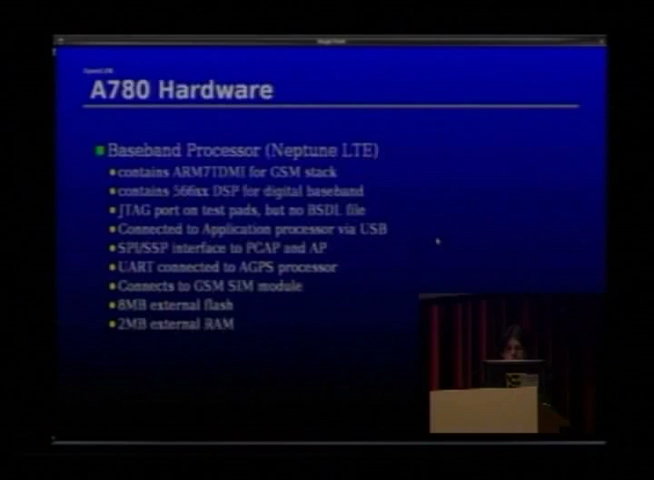 OpenEZX
A780 Hardware
Baseband Processor (Neptune LTE)
contains ARM7TDMI for GSM stack
contains 566xx DSP for digital baseband
JTAG port on test pads, but no BSDL file
Connected to Application processor via USB
SPI/SSP interface to PCAP and AP
UART connected to AGPS processor
Connects to GSM SIM module
8MB external flash
2MB external RAM